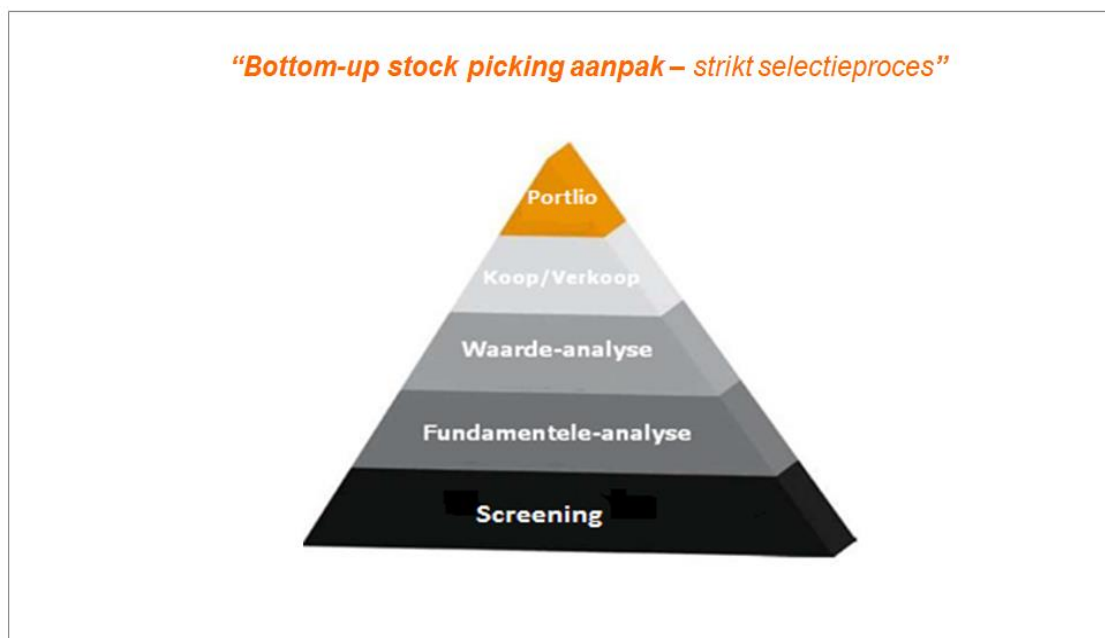 “Bottom-up stock picking aanpak – strikt selectieproces”
Portlio
Koop/Verkoop
Waarde-analyse
Fundamentele-analyse
Screening